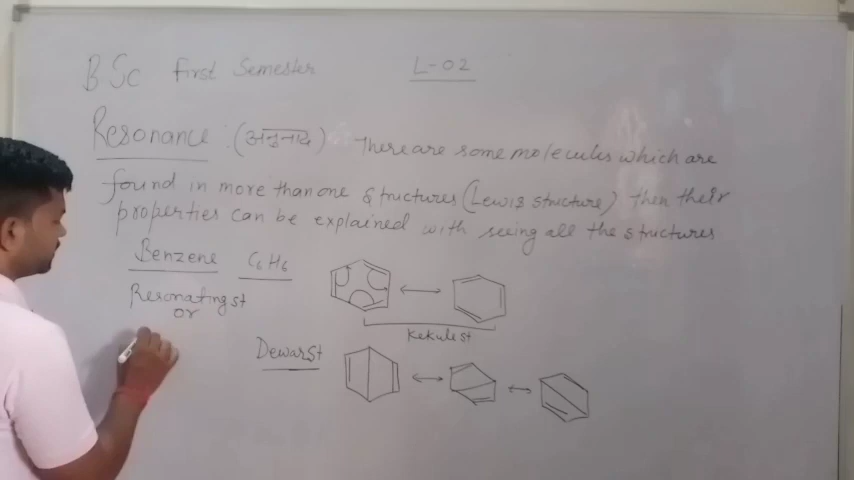 BSc First Semester L-02
Resonance : (अनुनाद) There are some molecules which are
found in more than one structures (Lewis structure) then their
properties can be explained with seeing all the structures
Benzene C6H6
Resonating st
or
Kekule st
Dewar St